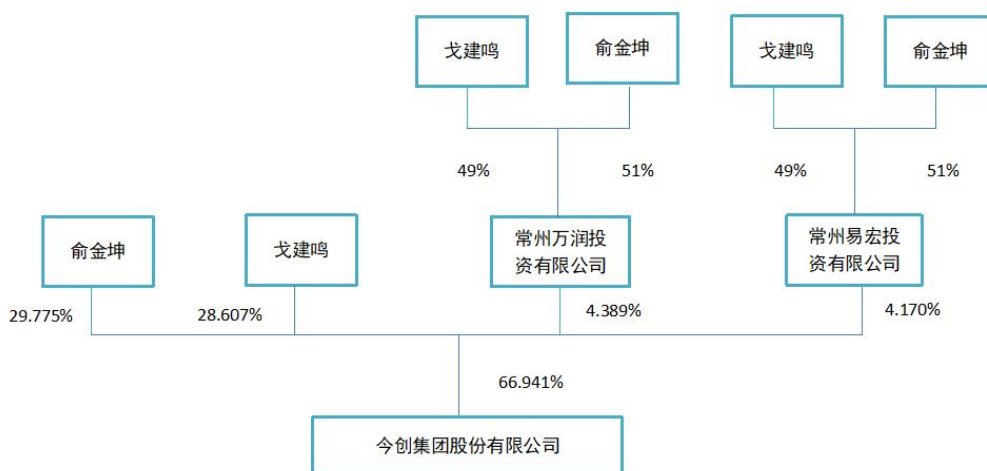 戈建鸣
俞金坤
戈建鸣
俞金坤
49%
51%
49%
51%
俞金坤
戈建鸣
常州万润投
资有限公司
常州易宏投
资有限公司
29.775%
28.607%
4.389%
4.170%
66.941%
今创集团股份有限公司